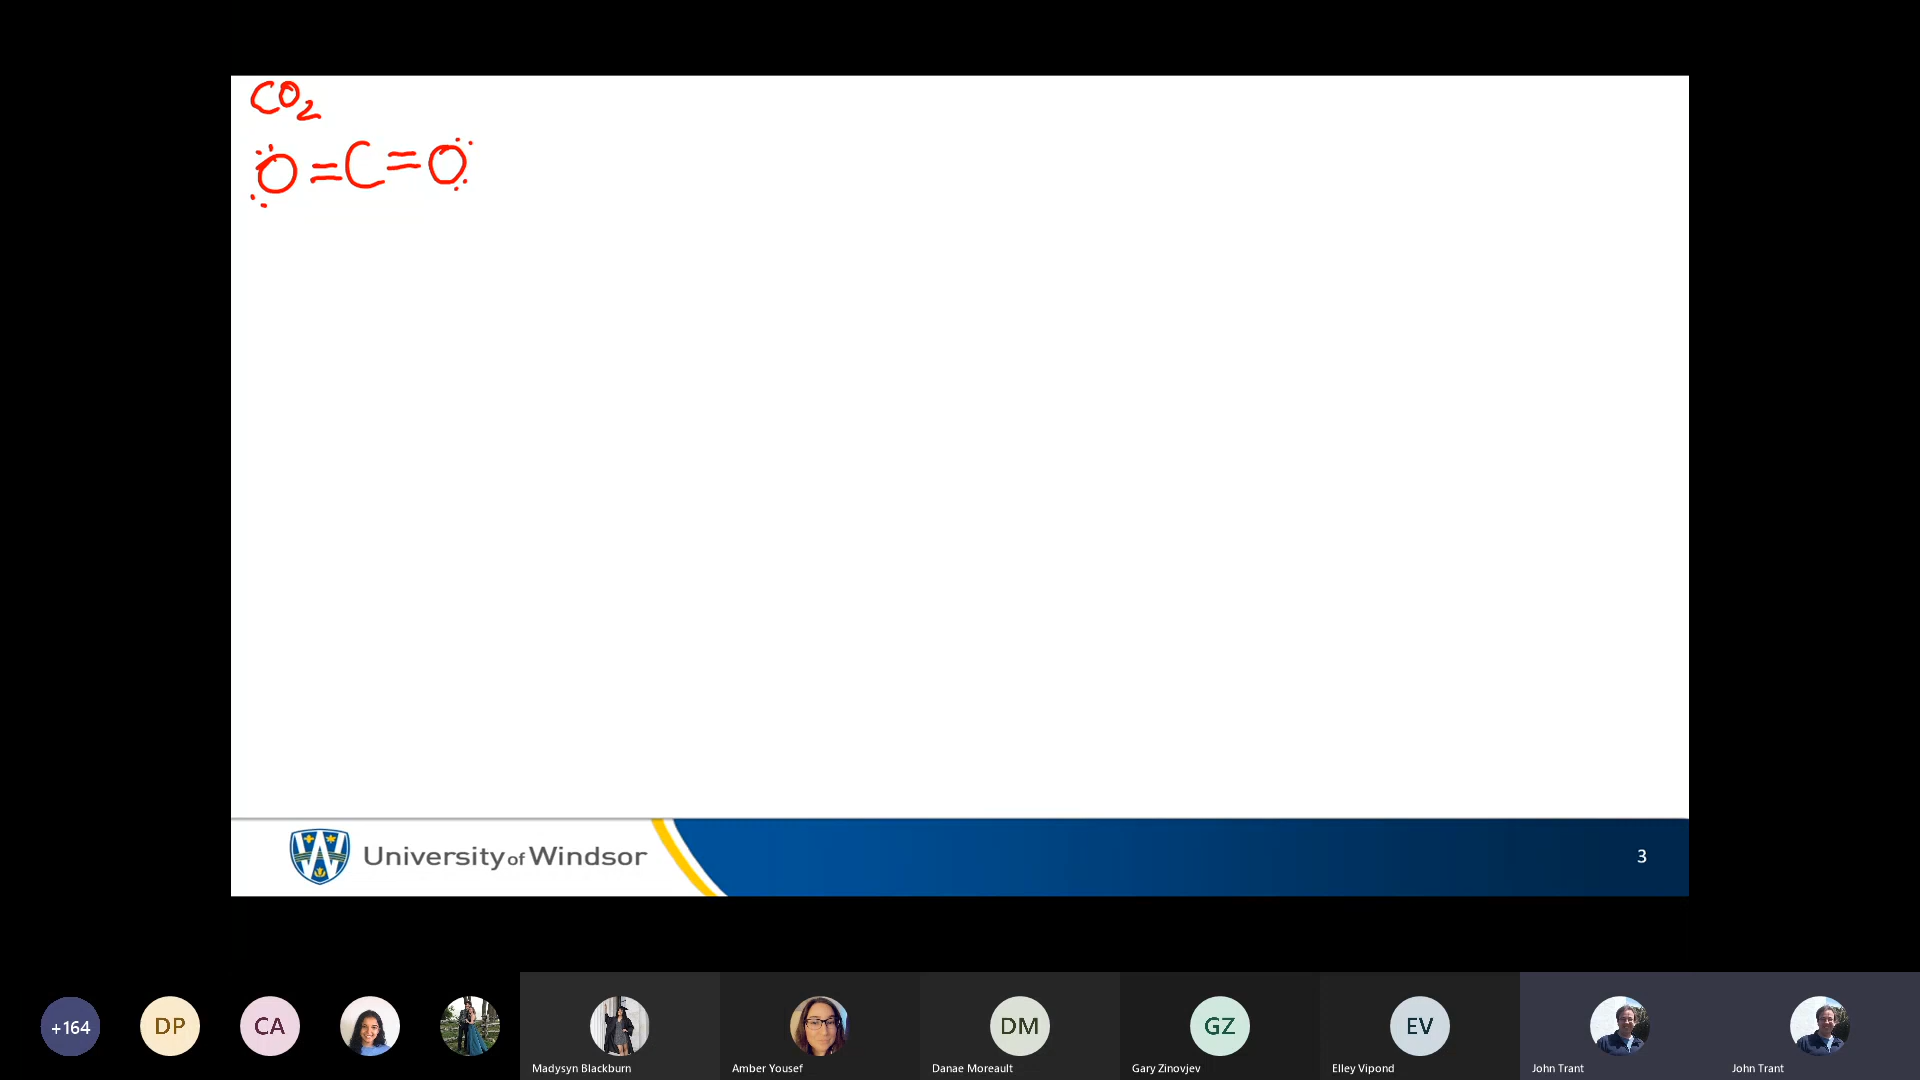 CO2
O=C=O
University of Windsor
3
+164
DP
CA
DM
GZ
EV
Madysyn Blackburn
Amber Yousef
Danae Moreault
Gary Zinovjev
Elley Vipond
John Trant
John Trant